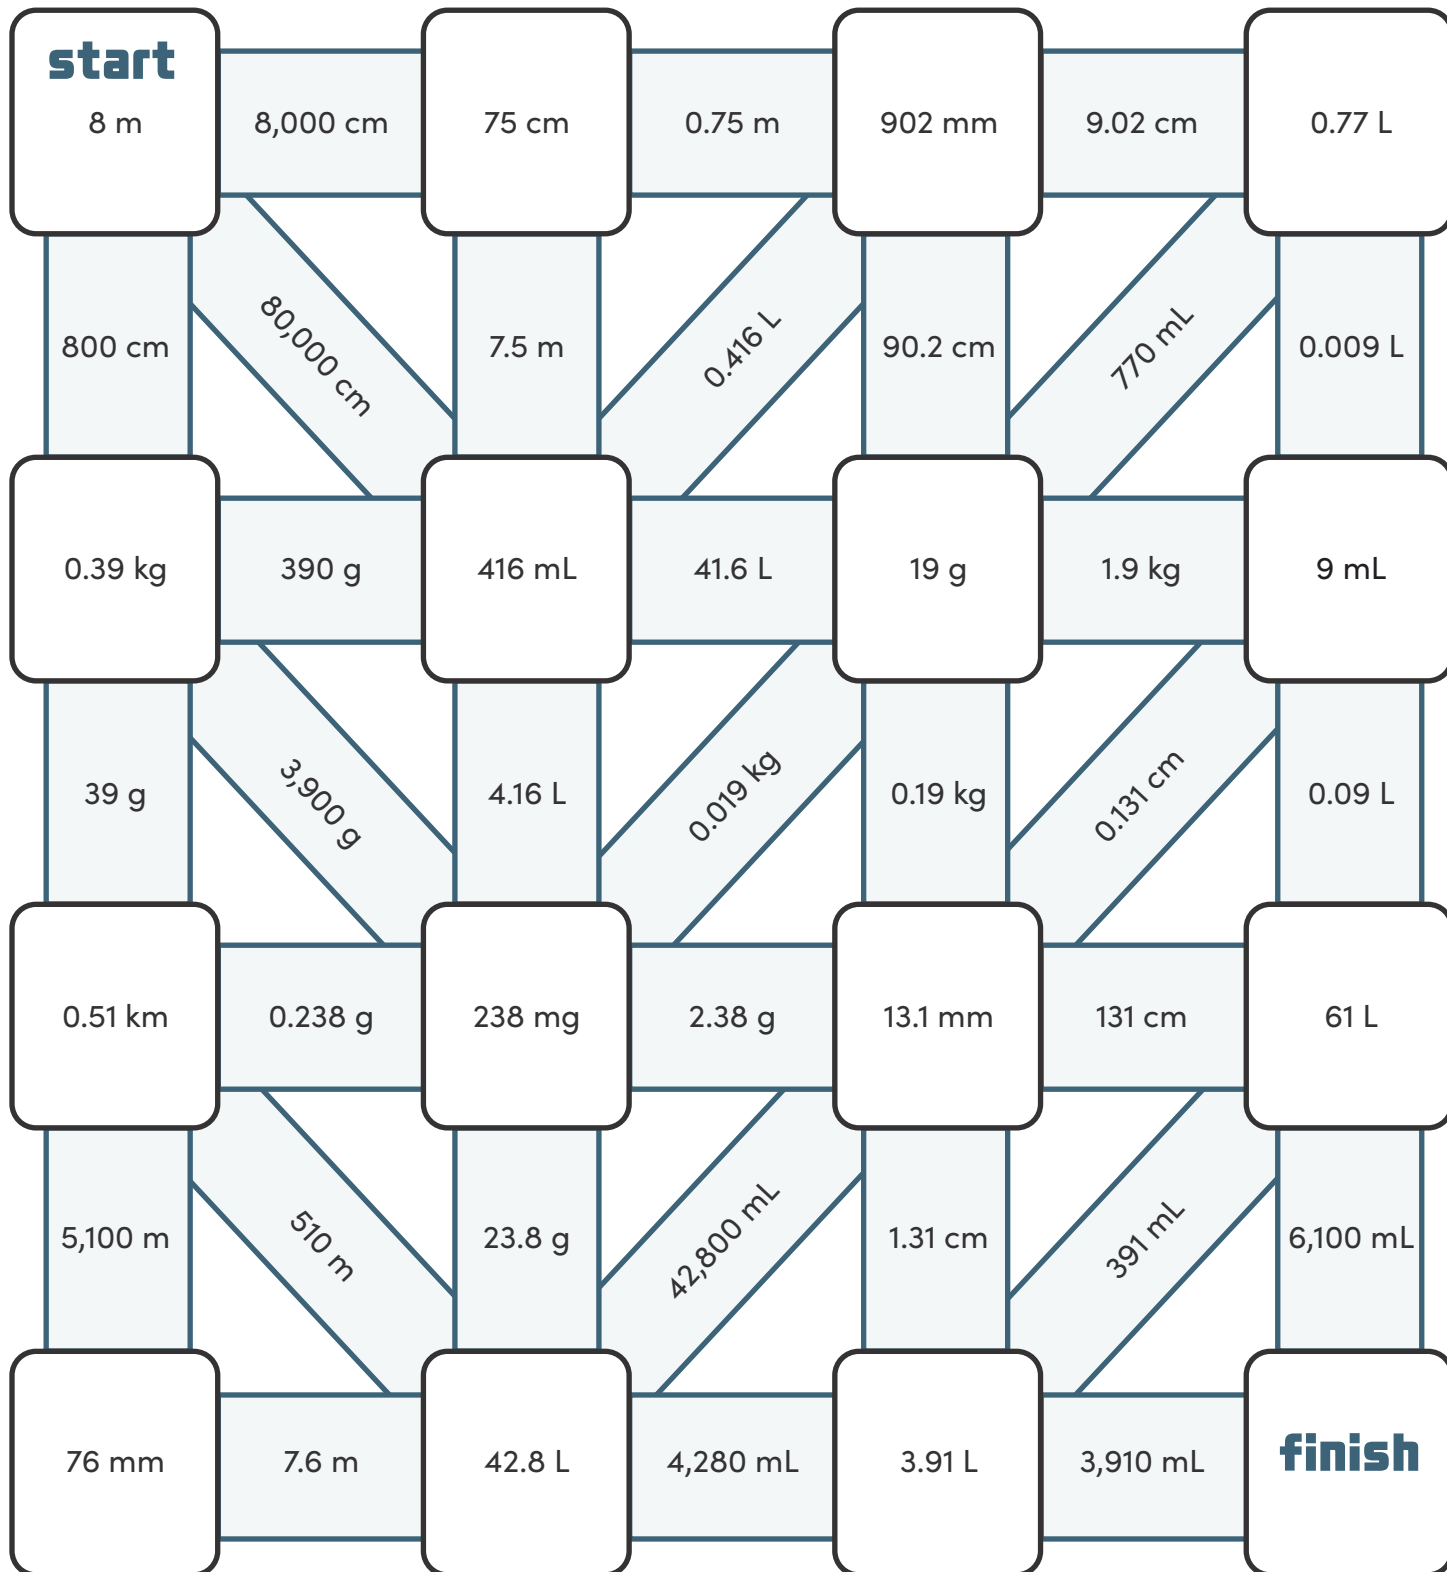 start
8 m
8,000 cm
75 cm
0.75 m
902 mm
9.02 cm
0.77 L
800 cm
80,000 cm
7.5 m
0.416 L
90.2 cm
770 mL
0.009 L
0.39 kg
390 g
416 mL
41.6 L
19 g
1.9 kg
9 mL
39 g
3,900 g
4.16 L
0.019 kg
0.19 kg
0.131 cm
0.09 L
0.51 km
0.238 g
238 mg
2.38 g
13.1 mm
131 cm
61 L
5,100 m
510 m
23.8 g
42,800 mL
1.31 cm
391 mL
6,100 mL
76 mm
7.6 m
42.8 L
4,280 mL
3.91 L
3,910 mL
finish